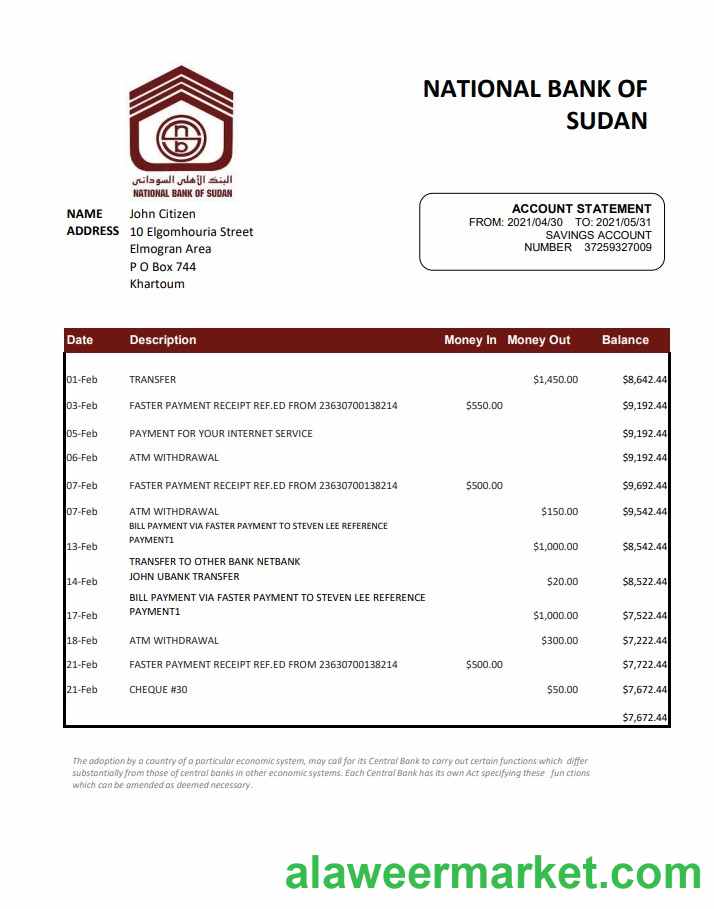 NATIONAL BANK OF
SUDAN
nsb
البنك الأهلي السوداني
NATIONAL BANK OF SUDAN
NAME John Citizen
ADDRESS 10 Elgomhouria Street
Elmogran Area
P O Box 744
Khartoum
ACCOUNT STATEMENT
FROM: 2021/04/30 TO: 2021/05/31
SAVINGS ACCOUNT
NUMBER 37259327009
Date Description Money In Money Out Balance
01-Feb TRANSFER $1,450.00 $8,642.44
03-Feb FASTER PAYMENT RECEIPT REF.ED FROM 23630700138214 $550.00 $9,192.44
05-Feb PAYMENT FOR YOUR INTERNET SERVICE $9,192.44
06-Feb ATM WITHDRAWAL $9,192.44
07-Feb FASTER PAYMENT RECEIPT REF.ED FROM 23630700138214 $500.00 $9,692.44
07-Feb ATM WITHDRAWAL $150.00 $9,542.44
BILL PAYMENT VIA FASTER PAYMENT TO STEVEN LEE REFERENCE
PAYMENT1
13-Feb $1,000.00 $8,542.44
TRANSFER TO OTHER BANK NETBANK
JOHN UBANK TRANSFER
14-Feb $20.00 $8,522.44
BILL PAYMENT VIA FASTER PAYMENT TO STEVEN LEE REFERENCE
PAYMENT1
17-Feb $1,000.00 $7,522.44
18-Feb ATM WITHDRAWAL $300.00 $7,222.44
21-Feb FASTER PAYMENT RECEIPT REF.ED FROM 23630700138214 $500.00 $7,722.44
21-Feb CHEQUE #30 $50.00 $7,672.44
$7,672.44
The adoption by a country of a particular economic system, may call for its Central Bank to carry out certain functions which differ
substantially from those of central banks in other economic systems. Each Central Bank has its own Act specifying these fun ctions
which can be amended as deemed necessary.
alaweermarket.com